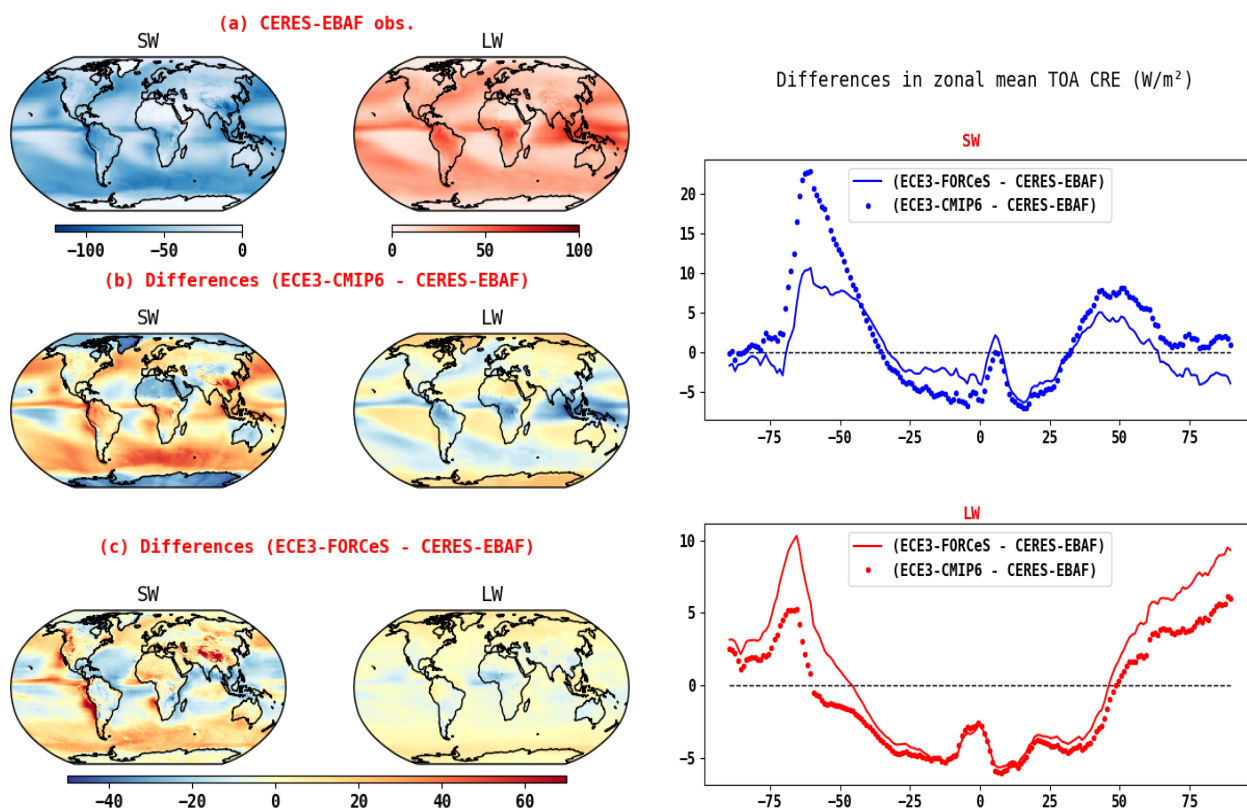 (a) CERES-EBAF obs.
SW
LW
−100 −50 0
0 50 100
(b) Differences (ECE3-CMIP6 - CERES-EBAF)
SW
LW
(c) Differences (ECE3-FORCeS - CERES-EBAF)
SW
LW
−40 −20 0 20 40 60
Differences in zonal mean TOA CRE (W/m²)
SW
(ECE3-FORCeS - CERES-EBAF)
(ECE3-CMIP6 - CERES-EBAF)
20
15
10
5
0
−5
−75 −50 −25 0 25 50 75
LW
(ECE3-FORCeS - CERES-EBAF)
(ECE3-CMIP6 - CERES-EBAF)
10
5
0
−5
−75 −50 −25 0 25 50 75